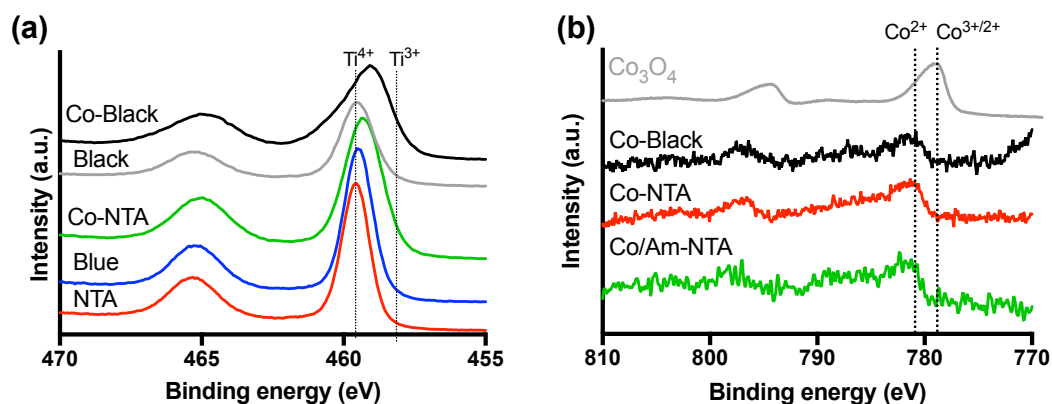 (a)
Ti4+ Ti3+
Co-Black
Black
Co-NTA
Blue
NTA
Intensity (a.u.)
470 465 460 455
Binding energy (eV)
(b)
Co2+ Co3+/2+
Co3O4
Co-Black
Co-NTA
Co/Am-NTA
Intensity (a.u.)
810 800 790 780 770
Binding energy (eV)